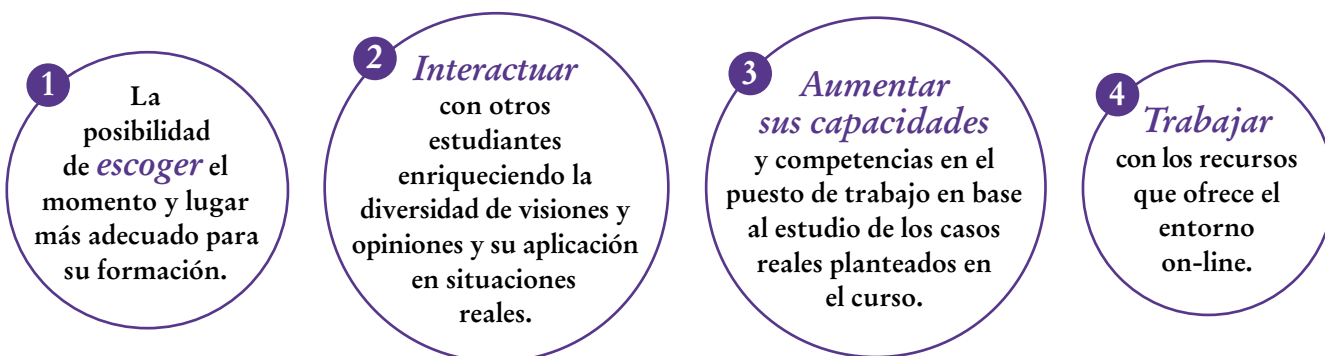 1
La
posibilidad
de escoger el
momento y lugar
más adecuado para
su formación.
2
Interactuar
con otros
estudiantes
enriqueciendo la
diversidad de visiones y
opiniones y su aplicación
en situaciones
reales.
3
Aumentar
sus capacidades
y competencias en el
puesto de trabajo en base
al estudio de los casos
reales planteados en
el curso.
4
Trabajar
con los recursos
que ofrece el
entorno
on-line.